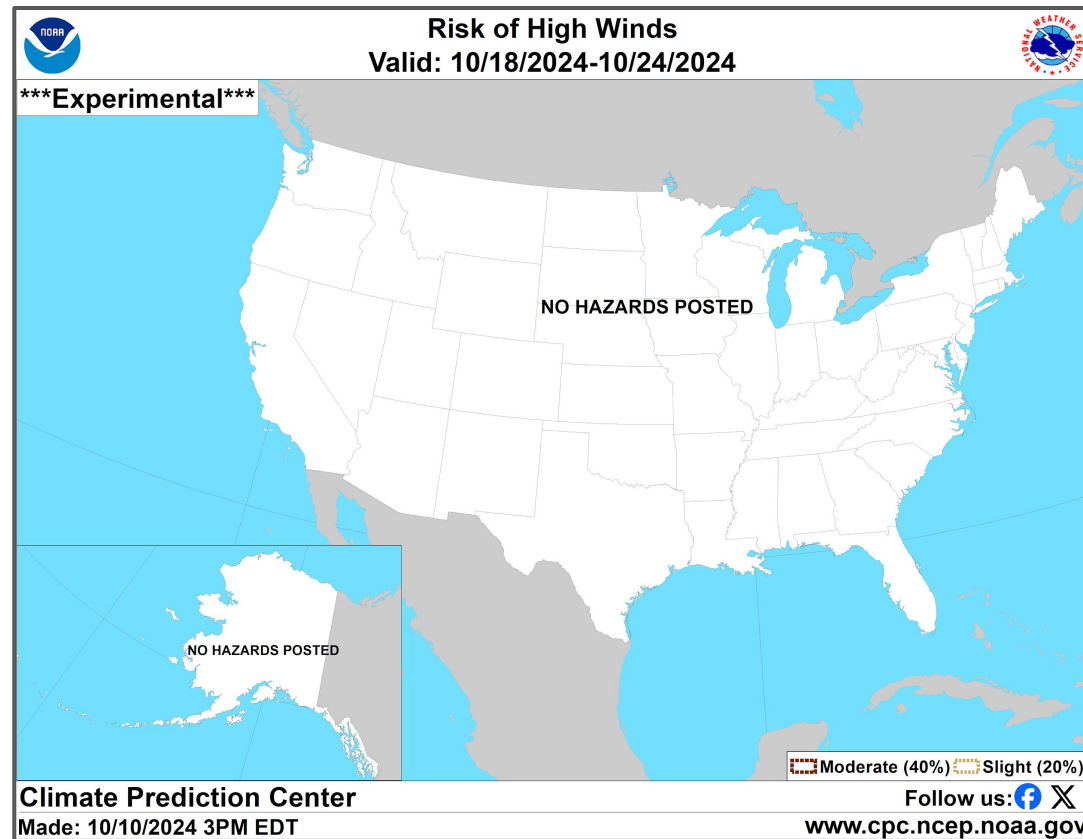 NOAA
Risk of High Winds
Valid: 10/18/2024-10/24/2024
NATIONAL WEATHER SERVICE
***Experimental***
NO HAZARDS POSTED
NO HAZARDS POSTED
Moderate (40%) Slight (20%)
Climate Prediction Center
Follow us:
Made: 10/10/2024 3PM EDT
www.cpc.ncep.noaa.gov